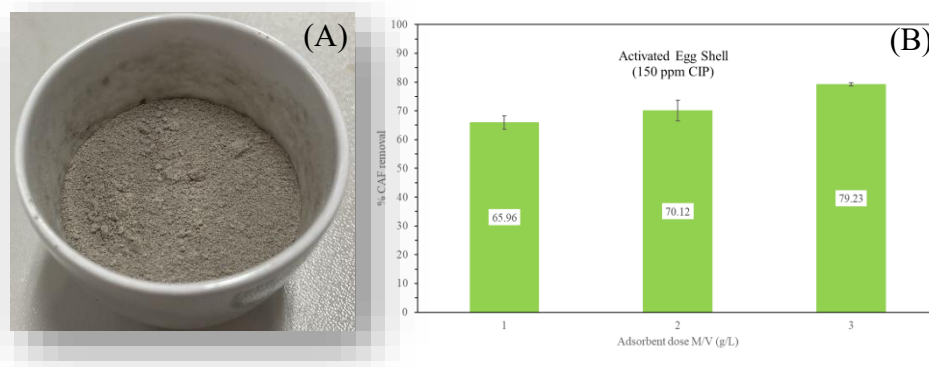 (A)
(B)
Activated Egg Shell
(150 ppm CIP)
% CAF removal
100
90
80
70
60
50
40
30
20
10
0
65.96
70.12
79.23
1
2
3
Adsorbent dose M/V (g/L)